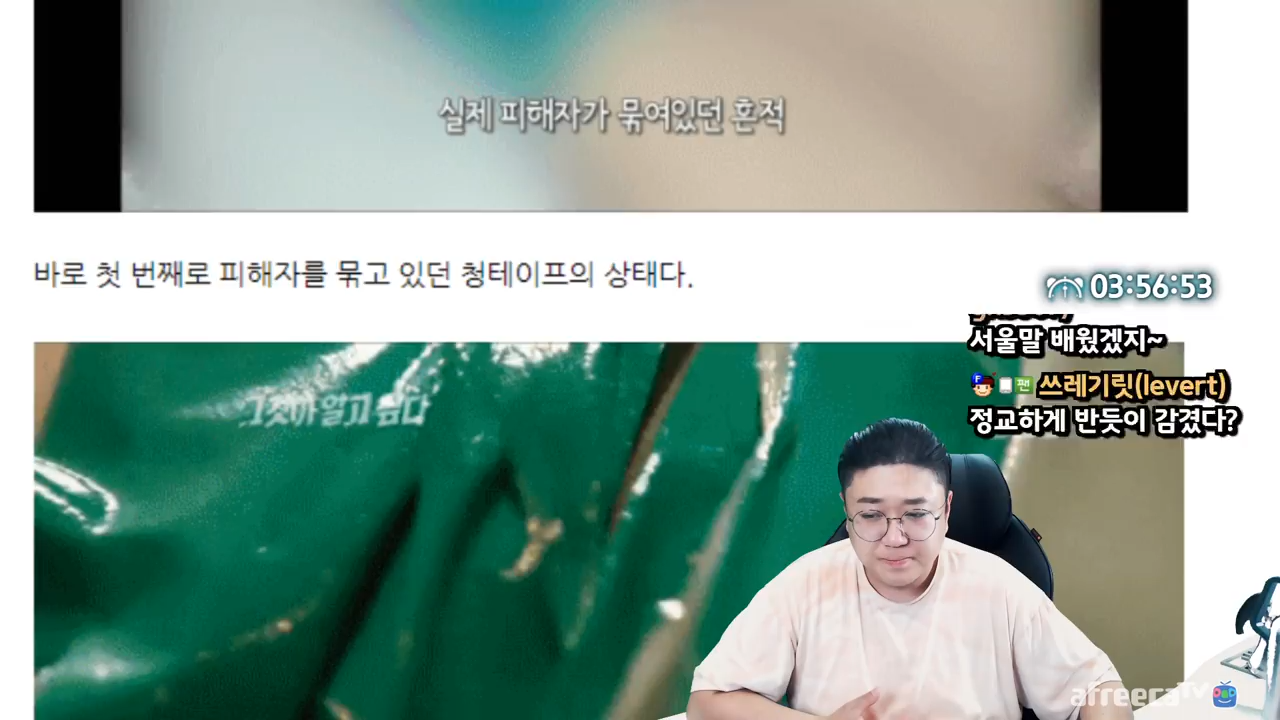 실제 피해자가 묶여있던 흔적
바로 첫 번째로 피해자를 묶고 있던 청테이프의 상태다.
03:56:53
서울말 배웠겠지~
그것이 알고 싶다
F 팬 쓰레기릿(levert)
정교하게 반듯이 감겼다?
afreecaTV